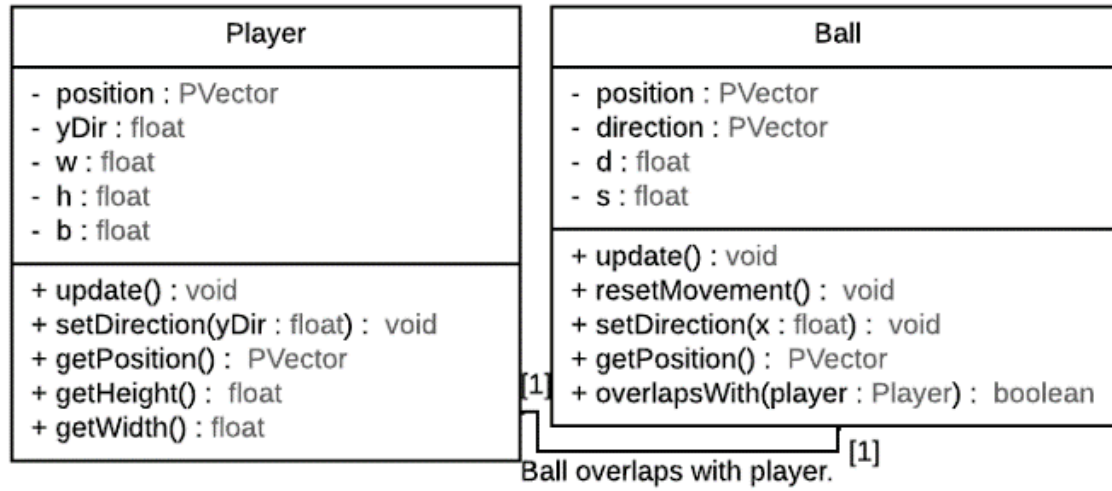 Player
- position : PVector
- yDir : float
- w : float
- h : float
- b : float
+ update() : void
+ setDirection(yDir : float) : void
+ getPosition() : PVector
+ getHeight() : float
+ getWidth() : float
Ball
- position : PVector
- direction : PVector
- d : float
- s : float
+ update() : void
+ resetMovement() : void
+ setDirection(x : float) : void
+ getPosition() : PVector
+ overlapsWith(player : Player) : boolean
[1]
[1]
Ball overlaps with player.